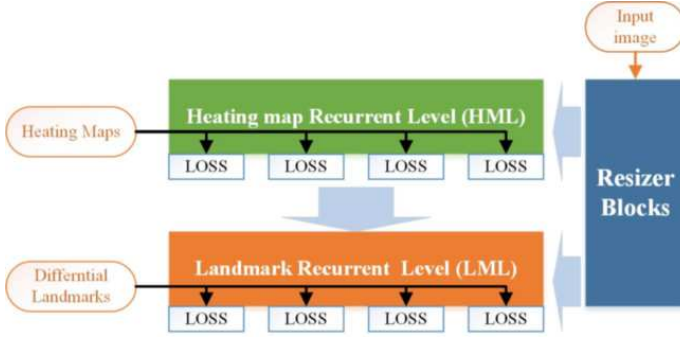 Input
image
Heating map Recurrent Level (HML)
Heating Maps
LOSS LOSS LOSS LOSS
Resizer
Blocks
Landmark Recurrent Level (LML)
Differntial
Landmarks
LOSS LOSS LOSS LOSS